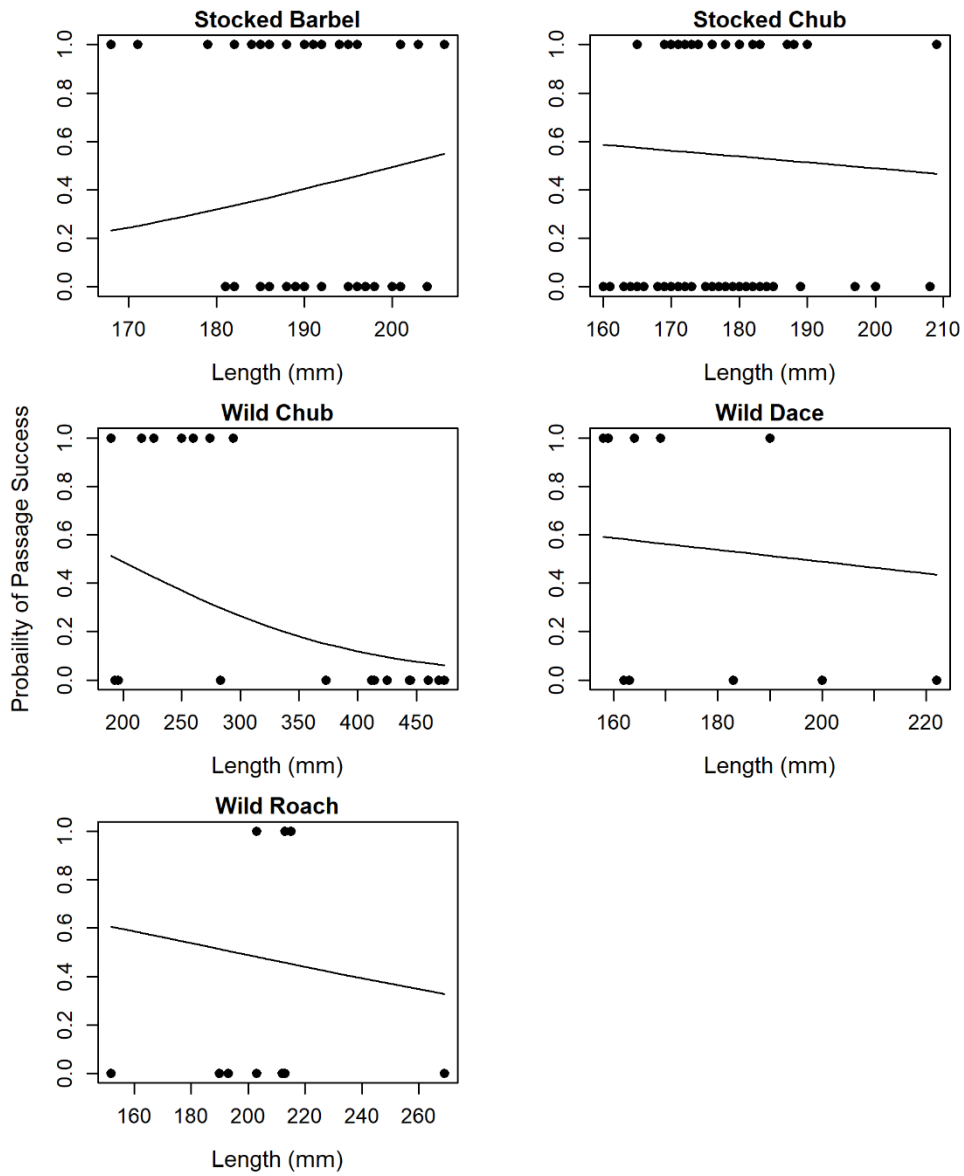 Stocked Barbel
0.0 0.2 0.4 0.6 0.8 1.0
170 180 190 200
Length (mm)
Stocked Chub
0.0 0.2 0.4 0.6 0.8 1.0
160 170 180 190 200 210
Length (mm)
Probaility of Passage Success
Wild Chub
0.0 0.2 0.4 0.6 0.8 1.0
200 250 300 350 400 450
Length (mm)
Wild Dace
0.0 0.2 0.4 0.6 0.8 1.0
160 180 200 220
Length (mm)
Wild Roach
0.0 0.2 0.4 0.6 0.8 1.0
160 180 200 220 240 260
Length (mm)